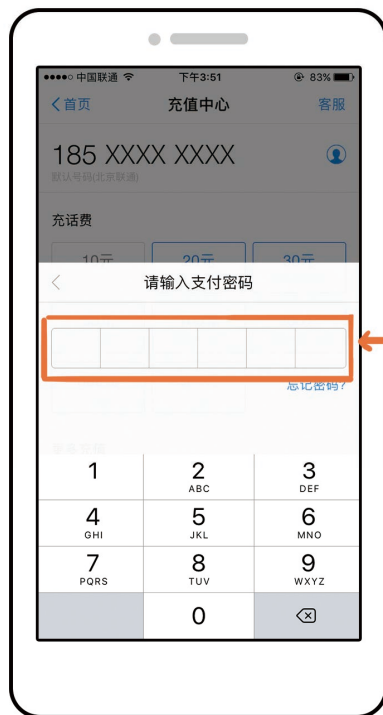 中国联通 下午3:51 83%
首页 充值中心 客服
185 XXXX XXXX
默认号码(北京联通)
充话费
10元 20元 30元
请输入支付密码
忘记密码?
1 2 3
ABC DEF
4 5 6
GHI JKL MNO
7 8 9
PQRS TUV WXYZ
0